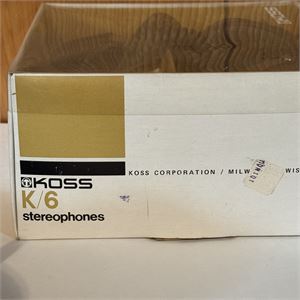 KOSS
K/6
stereophones
KOSS CORPORATION / MILW WIS